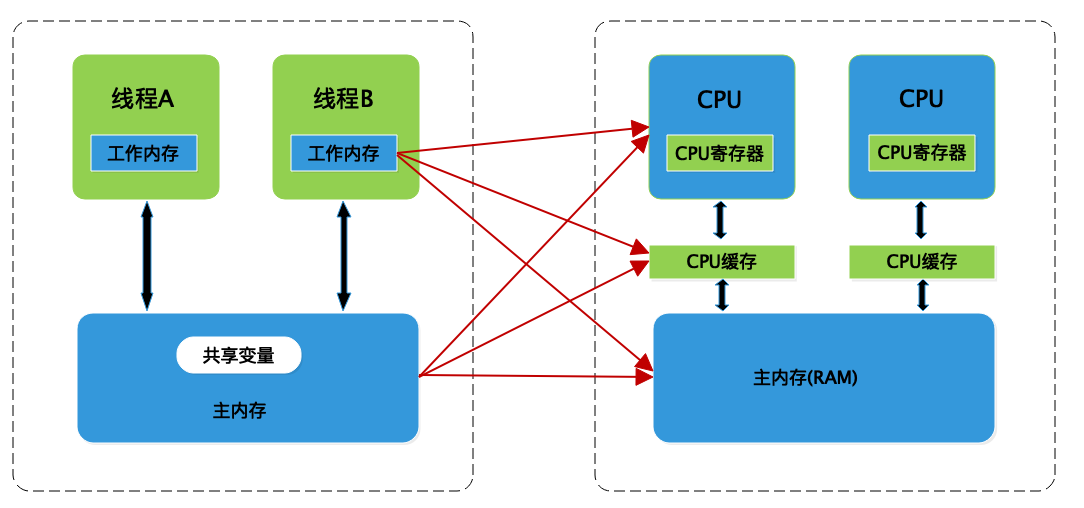 线程A
工作内存
线程B
工作内存
共享变量
主内存
CPU
CPU寄存器
CPU
CPU寄存器
CPU缓存
CPU缓存
主内存(RAM)